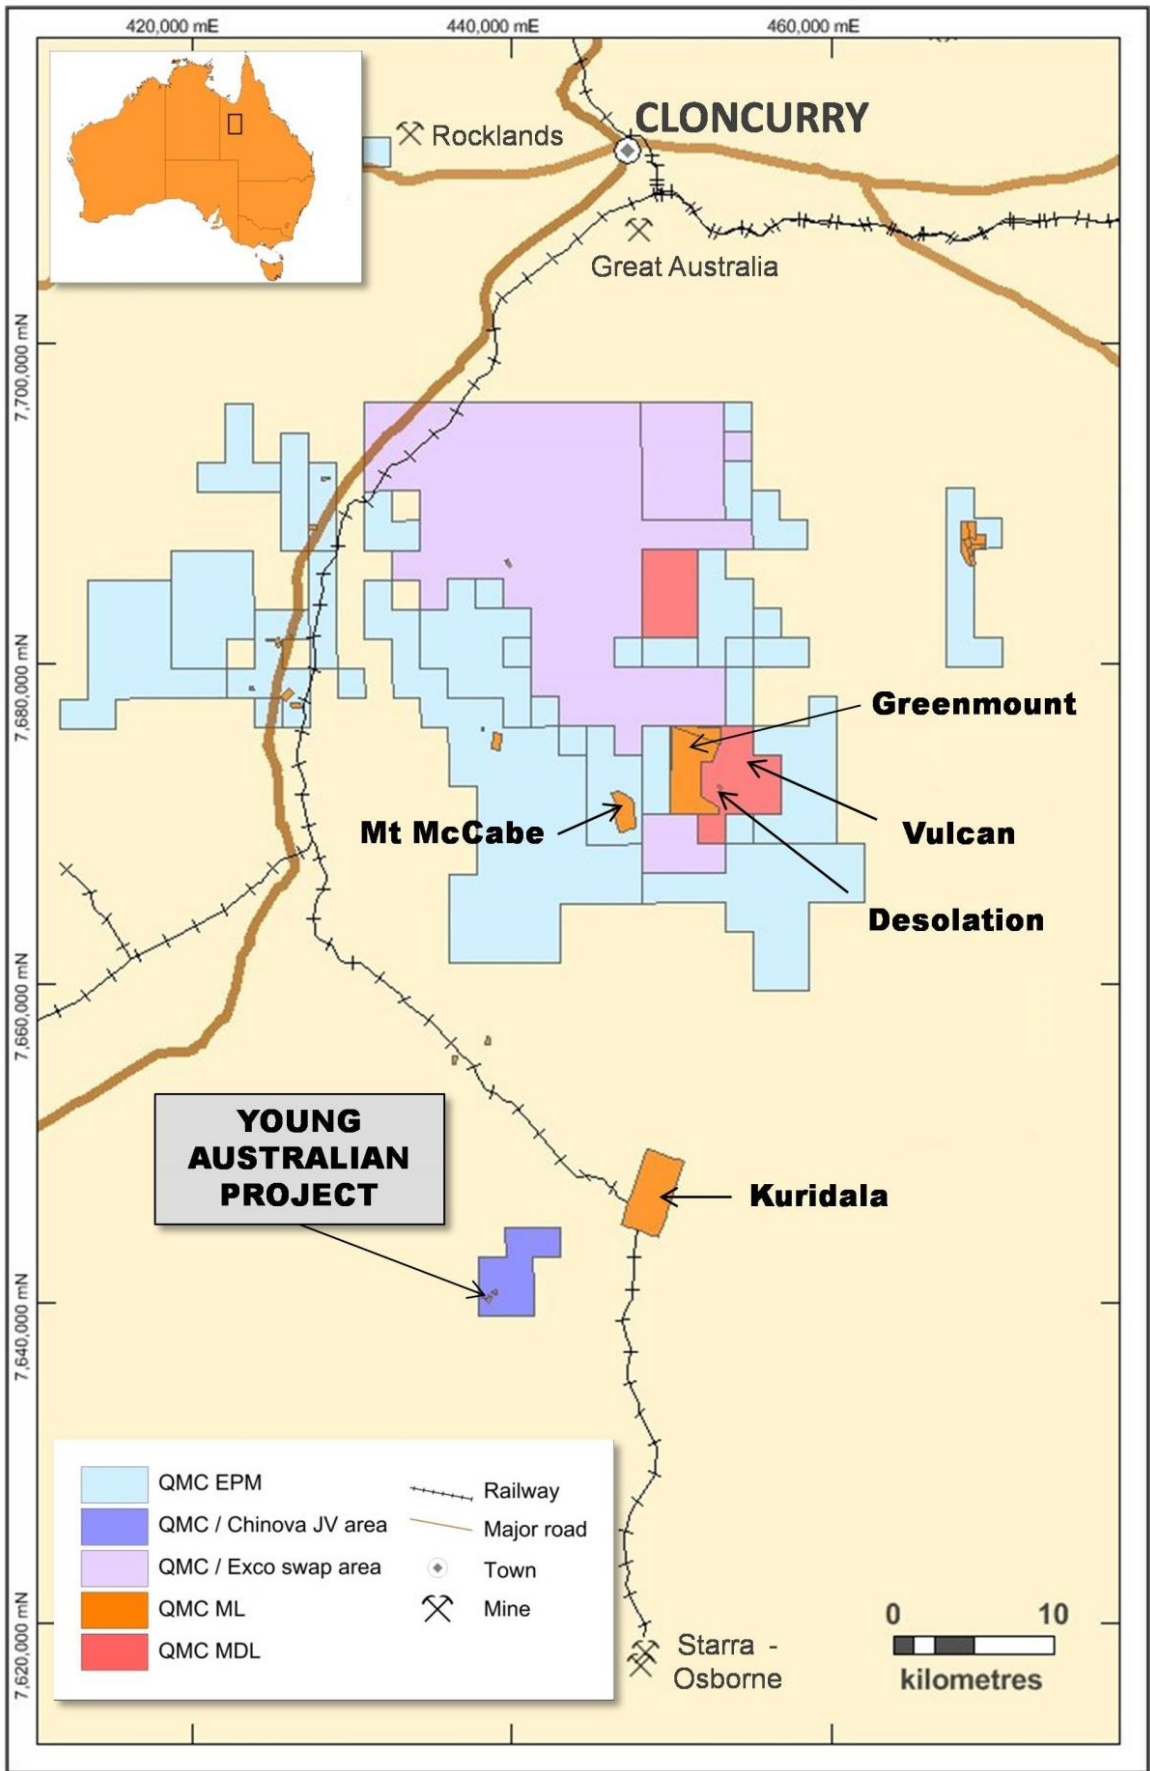 420,000 mE
440,000 mE
460,000 mE
CLONCURRY
Rocklands
Great Australia
7,700,000 mN
7,680,000 mN
Greenmount
Mt McCabe
Vulcan
Desolation
7,660,000 mN
YOUNG
AUSTRALIAN
PROJECT
Kuridala
7,640,000 mN
QMC EPM
QMC / Chinova JV area
QMC / Exco swap area
QMC ML
QMC MDL
Railway
Major road
Town
Mine
7,620,000 mN
Starra -
Osborne
0 10
kilometres